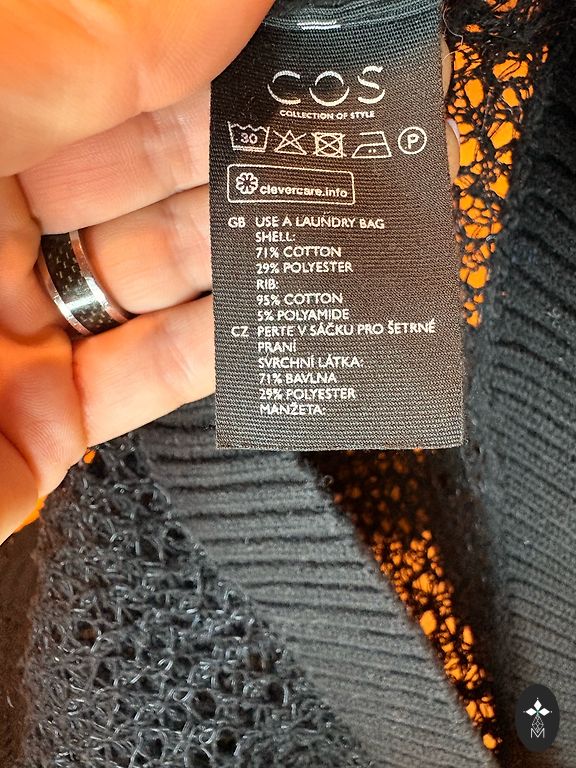 COS
COLLECTION OF STYLE
30
P
clevercare.info
GB USE A LAUNDRY BAG
SHELL:
71% COTTON
29% POLYESTER
RIB:
95% COTTON
5% POLYAMIDE
CZ PERTE V SÁČKU PRO ŠETRNÉ
PRANÍ
SVRCHNÍ LÁTKA:
71% BAVLNA
29% POLYESTER
MANŽETA:
M